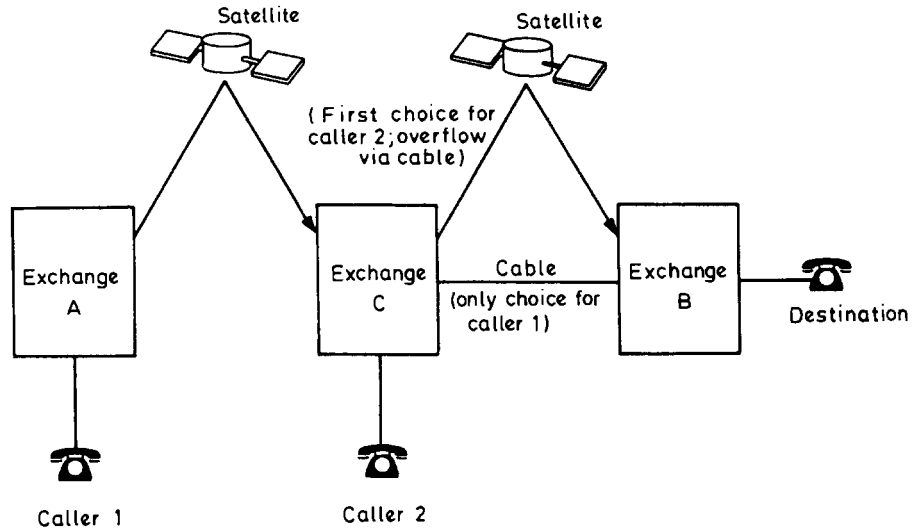 Satellite
Satellite
(First choice for
caller 2; overflow
via cable)
Exchange
A
Exchange
C
Cable
(only choice for
caller 1)
Exchange
B
Destination
Caller 1
Caller 2